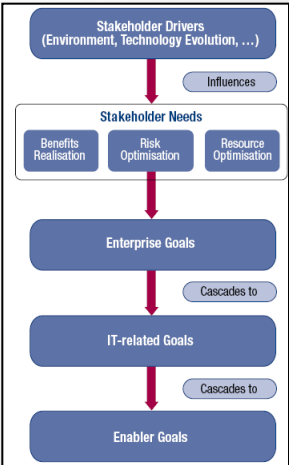 Stakeholder Drivers
(Environment, Technology Evolution, …)
Influences
Stakeholder Needs
Benefits
Realisation
Risk
Optimisation
Resource
Optimisation
Enterprise Goals
Cascades to
IT-related Goals
Cascades to
Enabler Goals